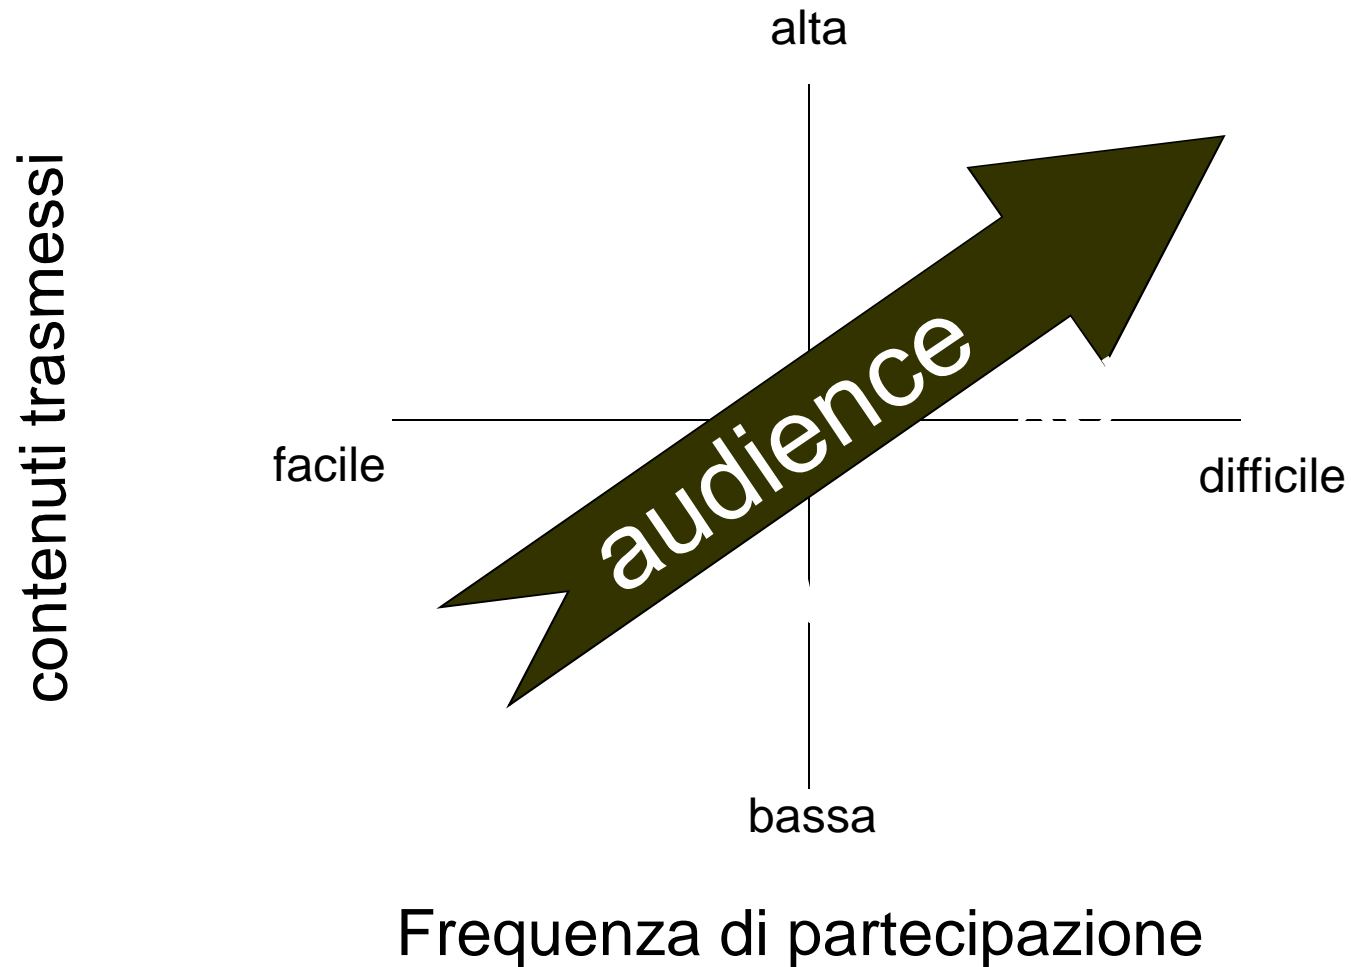 alta
contenuti trasmessi
audience
facile
difficile
bassa
Frequenza di partecipazione